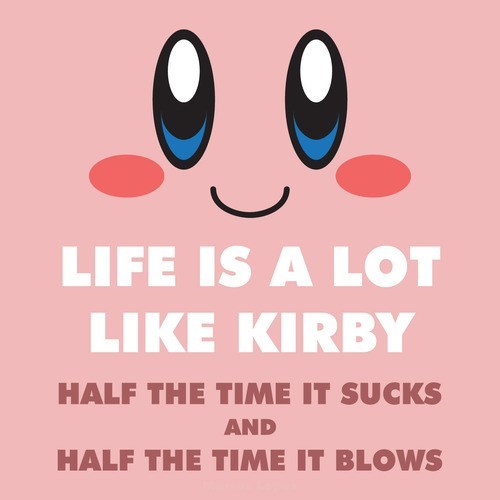 LIFE IS A LOT
LIKE KIRBY
HALF THE TIME IT SUCKS
AND
HALF THE TIME IT BLOWS